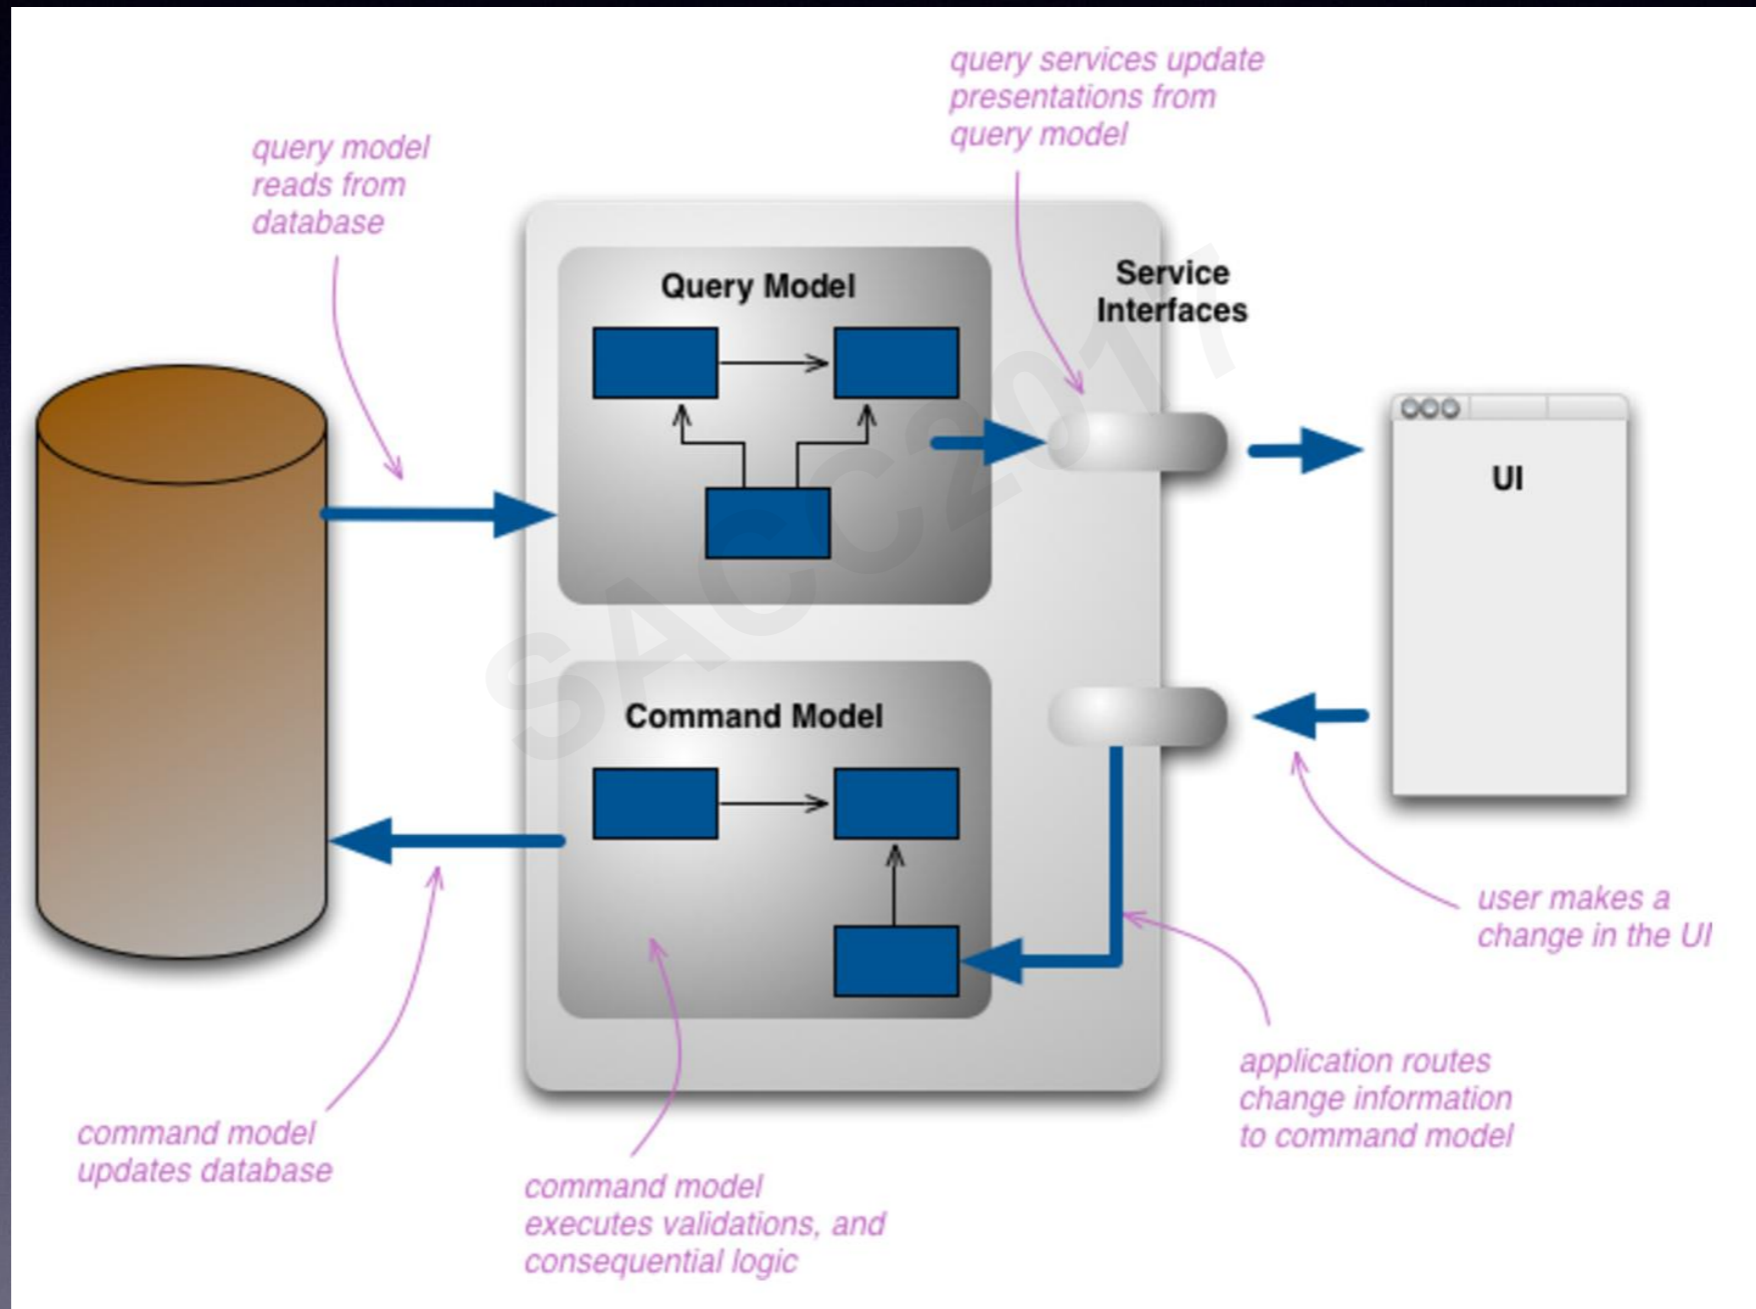 query services update
presentations from
query model
query model
reads from
database
Query Model
Service
Interfaces
UI
SACC2017
Command Model
user makes a
change in the UI
application routes
change information
to command model
command model
updates database
command model
executes validations, and
consequential logic